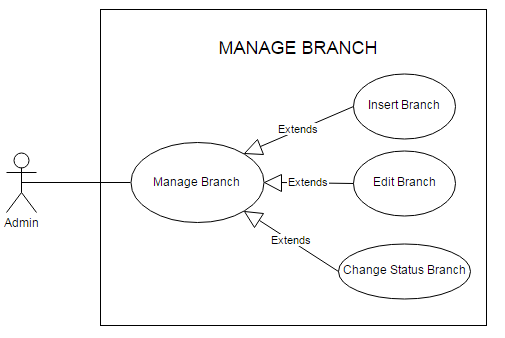 MANAGE BRANCH
Insert Branch
Extends
Manage Branch
Extends
Edit Branch
Admin
Extends
Change Status Branch